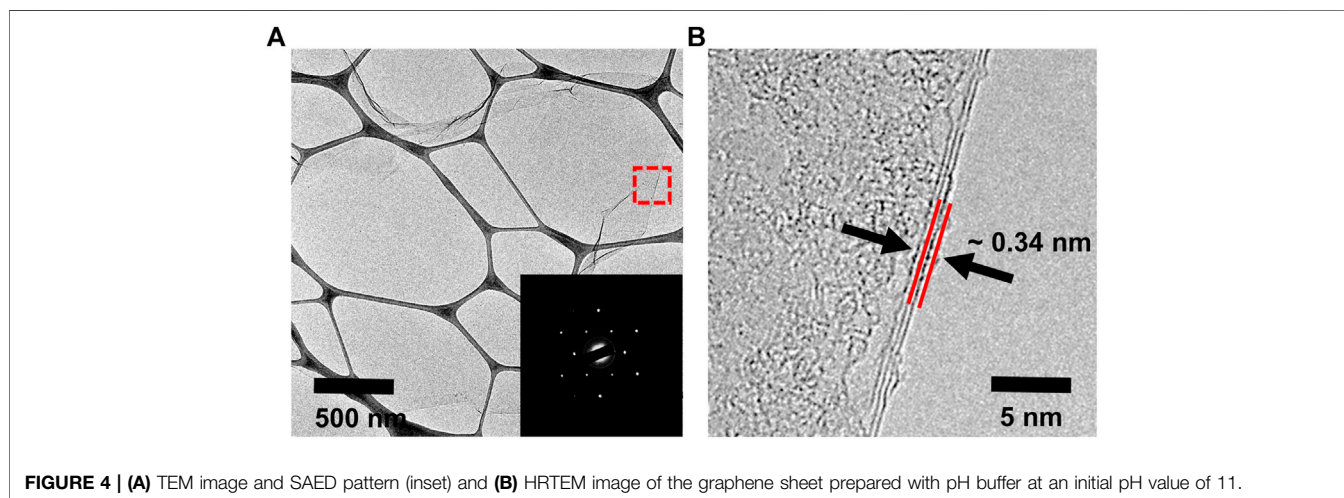 A
B
500 nm
~ 0.34 nm
5 nm
FIGURE 4 | (A) TEM image and SAED pattern (inset) and (B) HRTEM image of the graphene sheet prepared with pH buffer at an initial pH value of 11.